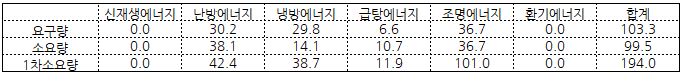 신재생에너지 난방에너지 냉방에너지 급탕에너지 조명에너지 환기에너지 합계
요구량 0.0 30.2 29.8 6.6 36.7 0.0 103.3
소요량 0.0 38.1 14.1 10.7 36.7 0.0 99.5
1차소요량 0.0 42.4 38.7 11.9 101.0 0.0 194.0